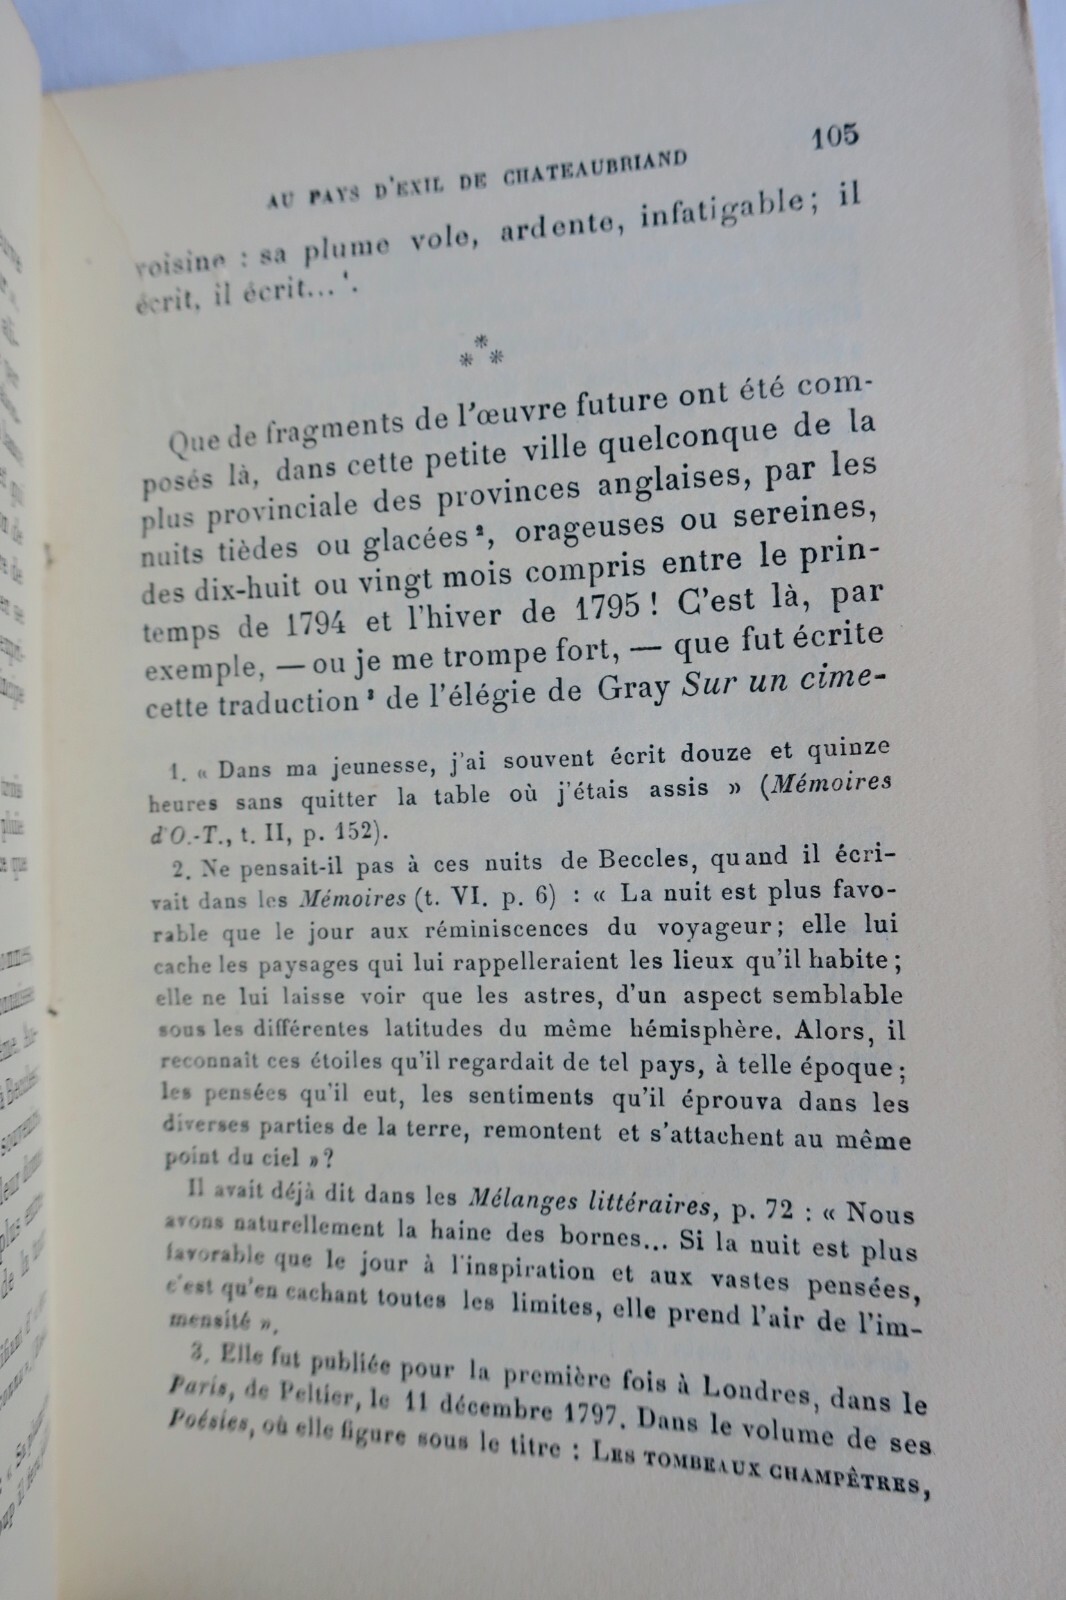 105
AU PAYS D'EXIL DE CHATEAUBRIAND
voisine : sa plume vole, ardente, infatigable; il
écrit, il écrit... ¹.
* * *
Que de fragments de l'œuvre future ont été com-
posés là, dans cette petite ville quelconque de la
plus provinciale des provinces anglaises, par les
nuits tièdes ou glacées ², orageuses ou sereines,
des dix-huit ou vingt mois compris entre le prin-
temps de 1794 et l'hiver de 1795 ! C'est là, par
exemple, — ou je me trompe fort, — que fut écrite
cette traduction ³ de l'élégie de Gray Sur un cime-
1. « Dans ma jeunesse, j'ai souvent écrit douze et quinze
heures sans quitter la table où j'étais assis » (Mémoires
d'O.-T., t. II, p. 152).
2. Ne pensait-il pas à ces nuits de Beccles, quand il écri-
vait dans les Mémoires (t. VI. p. 6) : « La nuit est plus favo-
rable que le jour aux réminiscences du voyageur; elle lui
cache les paysages qui lui rappelleraient les lieux qu'il habite;
elle ne lui laisse voir que les astres, d'un aspect semblable
sous les différentes latitudes du même hémisphère. Alors, il
reconnaît ces étoiles qu'il regardait de tel pays, à telle époque;
les pensées qu'il eut, les sentiments qu'il éprouva dans les
diverses parties de la terre, remontent et s'attachent au même
point du ciel »?
Il avait déjà dit dans les Mélanges littéraires, p. 72 : « Nous
avons naturellement la haine des bornes... Si la nuit est plus
favorable que le jour à l'inspiration et aux vastes pensées,
c'est qu'en cachant toutes les limites, elle prend l'air de l'im-
mensité ».
3. Elle fut publiée pour la première fois à Londres, dans le
Paris, de Peltier, le 11 décembre 1797. Dans le volume de ses
Poésies, où elle figure sous le titre : LES TOMBEAUX CHAMPÊTRES,